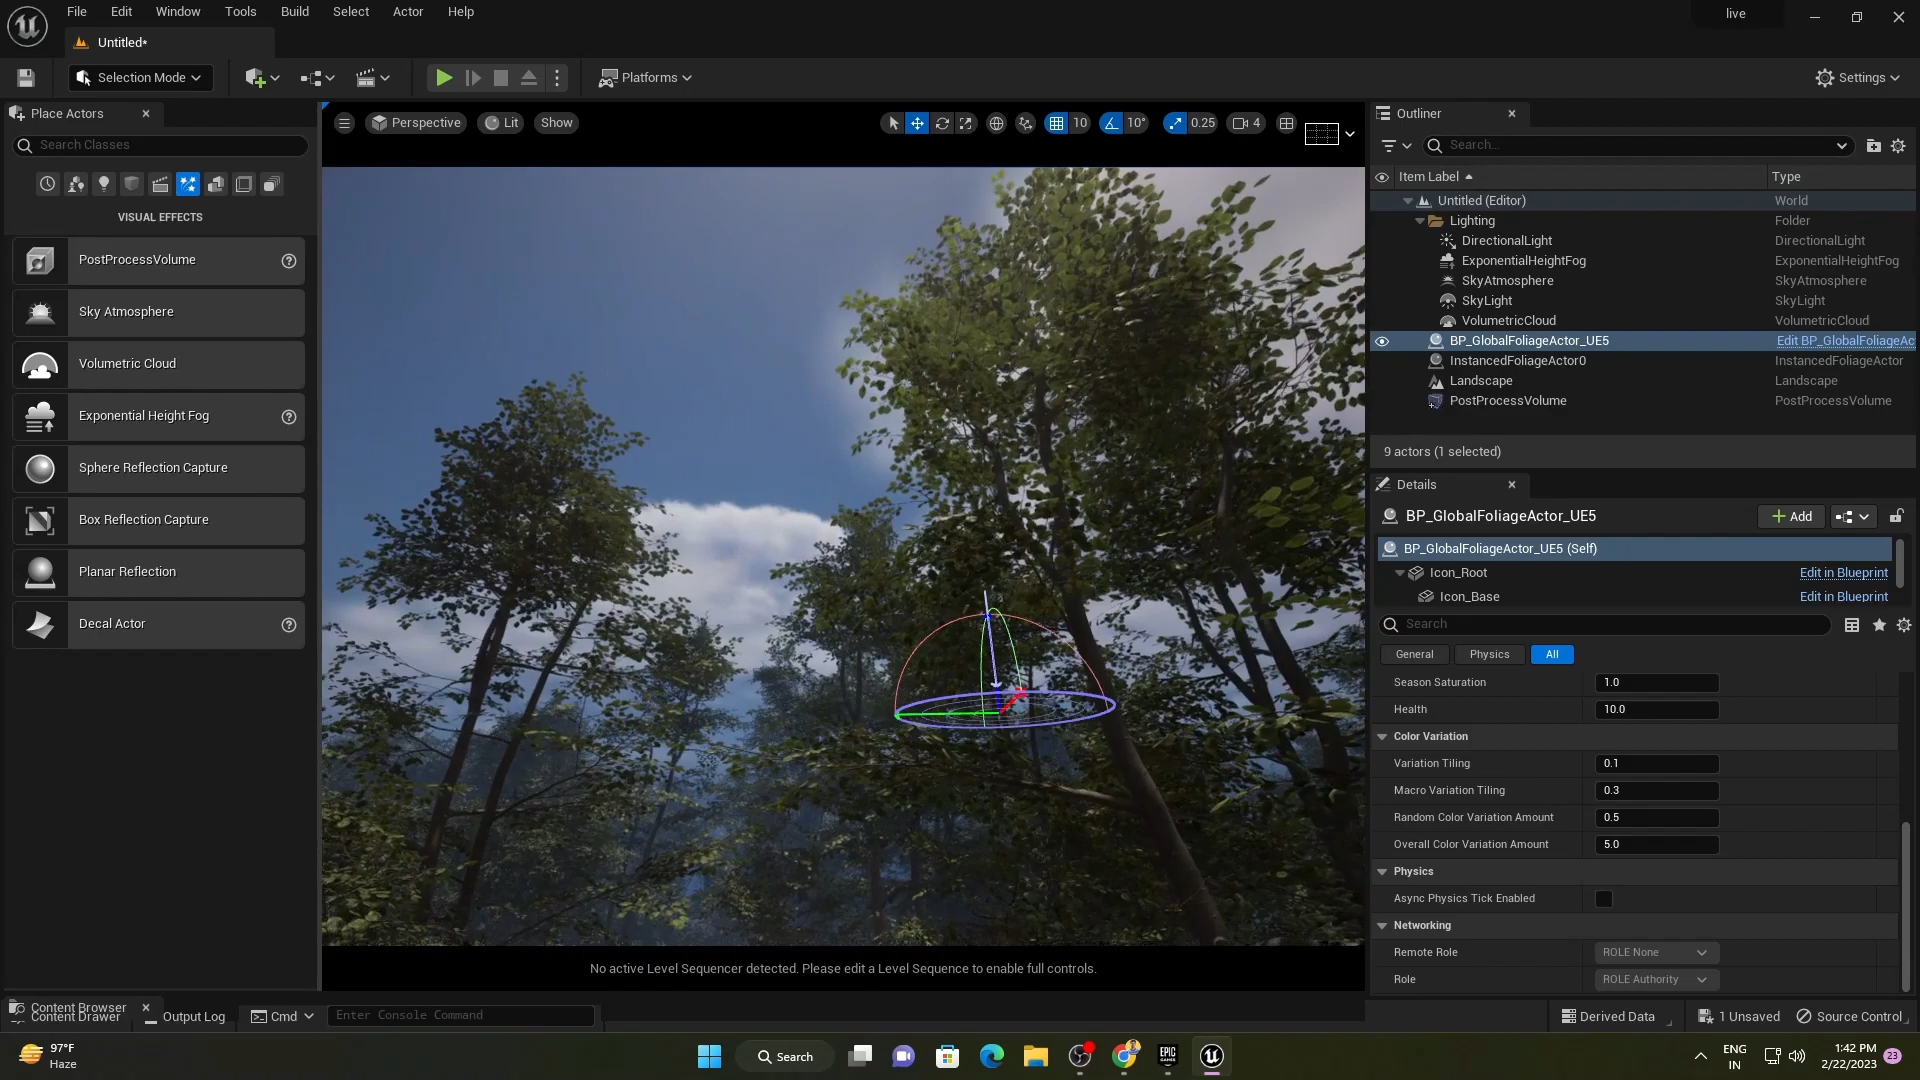 File Edit Window Tools Build Select Actor Help
live
Untitled*
Selection Mode
Platforms
Settings
Place Actors
Search Classes
VISUAL EFFECTS
PostProcessVolume
Sky Atmosphere
Volumetric Cloud
Exponential Height Fog
Sphere Reflection Capture
Box Reflection Capture
Planar Reflection
Decal Actor
Perspective Lit Show
10 10° 0.25 4
No active Level Sequencer detected. Please edit a Level Sequence to enable full controls.
Outliner
Search...
Item Label Type
Untitled (Editor) World
Lighting Folder
DirectionalLight DirectionalLight
ExponentialHeightFog ExponentialHeightFog
SkyAtmosphere SkyAtmosphere
SkyLight SkyLight
VolumetricCloud VolumetricCloud
BP_GlobalFoliageActor_UE5 Edit BP_GlobalFoliageAc
InstancedFoliageActor0 InstancedFoliageActor
Landscape Landscape
PostProcessVolume PostProcessVolume
9 actors (1 selected)
Details
BP_GlobalFoliageActor_UE5 Add
BP_GlobalFoliageActor_UE5 (Self)
Icon_Root Edit in Blueprint
Icon_Base Edit in Blueprint
Search
General Physics All
Season Saturation 1.0
Health 10.0
Color Variation
Variation Tiling 0.1
Macro Variation Tiling 0.3
Random Color Variation Amount 0.5
Overall Color Variation Amount 5.0
Physics
Async Physics Tick Enabled
Networking
Remote Role ROLE None
Role ROLE Authority
Content Browser
Content Drawer Output Log Cmd Enter Console Command
Derived Data 1 Unsaved Source Control
97°F
Haze
Search
EPIC
GAMES
ENG
IN
1:42 PM
2/22/2023
23